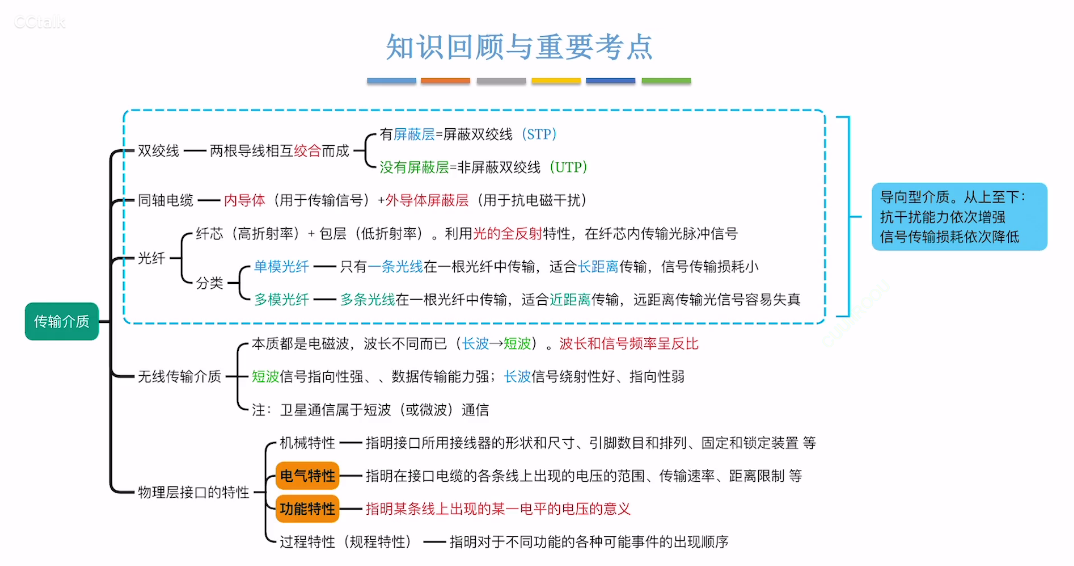 CCtalk
知识回顾与重要考点
传输介质
双绞线
两根导线相互绞合而成
有屏蔽层=屏蔽双绞线（STP）
没有屏蔽层=非屏蔽双绞线（UTP）
同轴电缆
内导体（用于传输信号）+外导体屏蔽层（用于抗电磁干扰）
光纤
纤芯（高折射率）+ 包层（低折射率）。利用光的全反射特性，在纤芯内传输光脉冲信号
分类
单模光纤
只有一条光线在一根光纤中传输，适合长距离传输，信号传输损耗小
多模光纤
多条光线在一根光纤中传输，适合近距离传输，远距离传输光信号容易失真
导向型介质。从上至下：
抗干扰能力依次增强
信号传输损耗依次降低
无线传输介质
本质都是电磁波，波长不同而已（长波→短波）。波长和信号频率呈反比
短波信号指向性强、、数据传输能力强；长波信号绕射性好、指向性弱
注：卫星通信属于短波（或微波）通信
物理层接口的特性
机械特性
指明接口所用接线器的形状和尺寸、引脚数目和排列、固定和锁定装置 等
电气特性
指明在接口电缆的各条线上出现的电压的范围、传输速率、距离限制 等
功能特性
指明某条线上出现的某一电平的电压的意义
过程特性（规程特性）
指明对于不同功能的各种可能事件的出现顺序